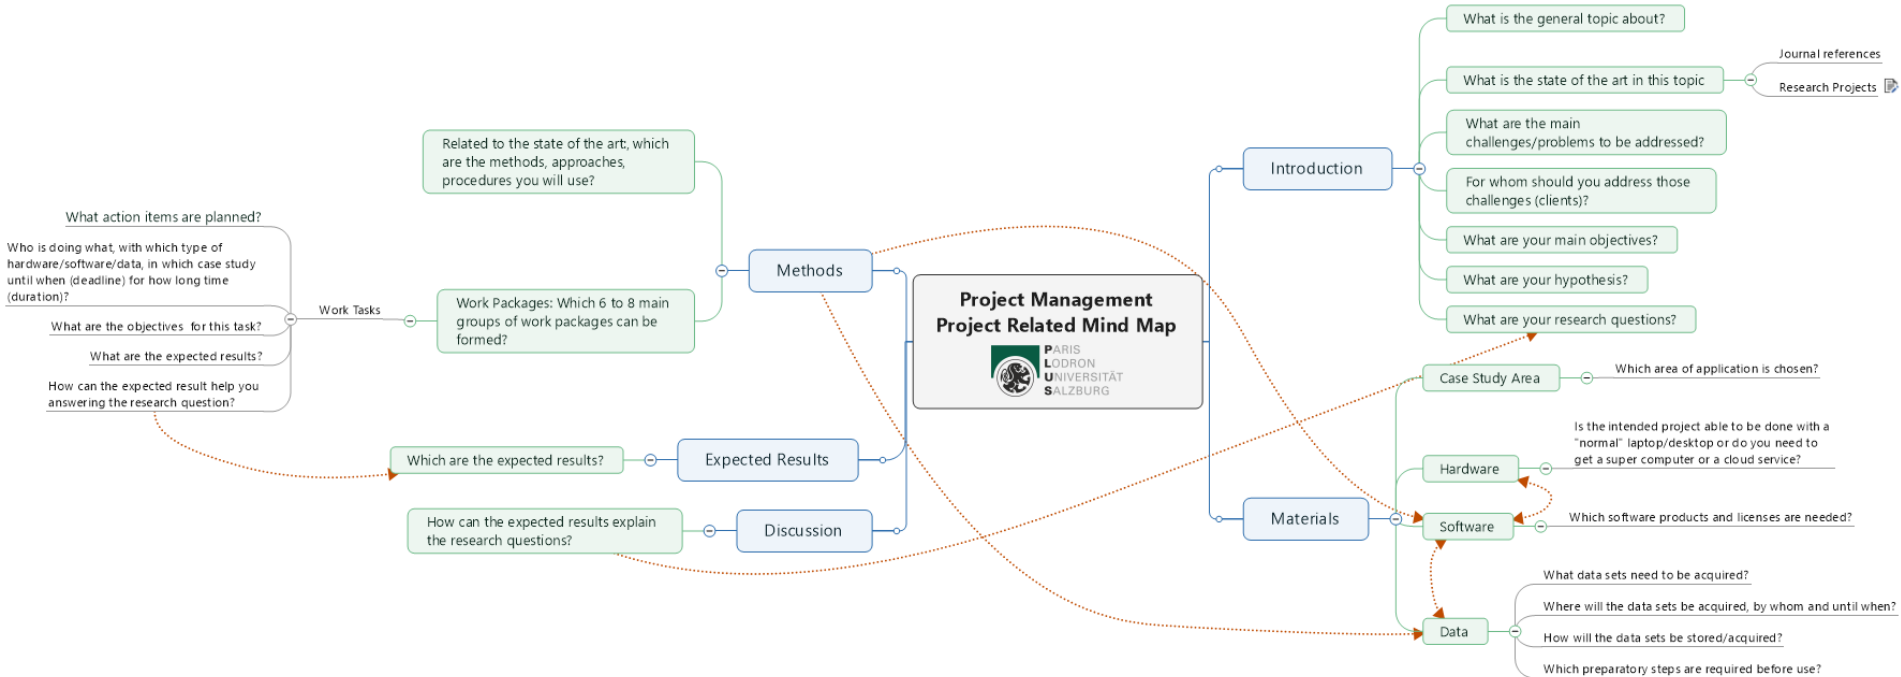 Project Management
Project Related Mind Map
PARIS
LODRON
UNIVERSITÄT
SALZBURG
Introduction
What is the general topic about?
What is the state of the art in this topic
Journal references
Research Projects
What are the main
challenges/problems to be addressed?
For whom should you address those
challenges (clients)?
What are your main objectives?
What are your hypothesis?
What are your research questions?
Materials
Case Study Area
Which area of application is chosen?
Hardware
Is the intended project able to be done with a
"normal" laptop/desktop or do you need to
get a super computer or a cloud service?
Software
Which software products and licenses are needed?
Data
What data sets need to be acquired?
Where will the data sets be acquired, by whom and until when?
How will the data sets be stored/acquired?
Which preparatory steps are required before use?
Methods
Related to the state of the art:, which
are the methods, approaches,
procedures you will use?
Work Packages: Which 6 to 8 main
groups of work packages can be
formed?
Work Tasks
What action items are planned?
Who is doing what, with which type of
hardware/software/data, in which case study
until when (deadline) for how long time
(duration)?
What are the objectives for this task?
What are the expected results?
How can the expected result help you
answering the research question?
Expected Results
Which are the expected results?
Discussion
How can the expected results explain
the research questions?